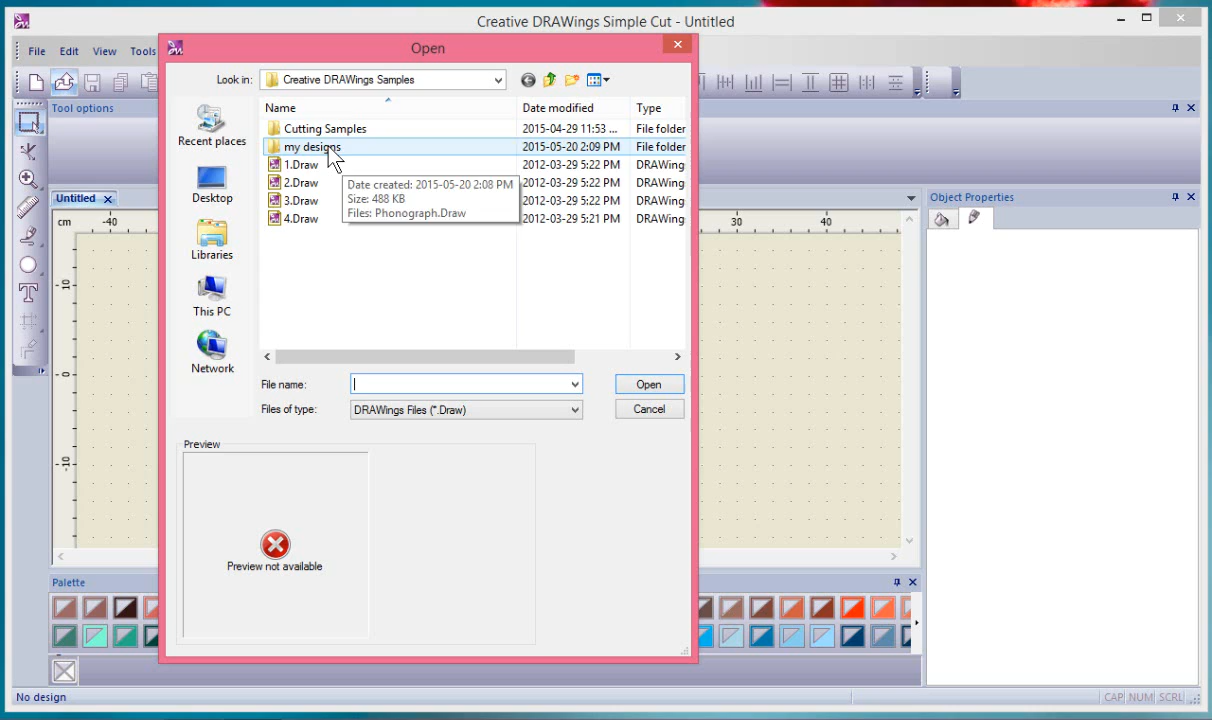 Creative DRAWings Simple Cut - Untitled
File Edit View Tools
Open
Look in: Creative DRAWings Samples
Tool options
Name Date modified Type
Recent places
Cutting Samples 2015-04-29 11:53 ... File folder
my designs 2015-05-20 2:09 PM File folder
1.Draw 2012-03-29 5:22 PM DRAWing
2.Draw 2012-03-29 5:22 PM DRAWing
3.Draw 2012-03-29 5:22 PM DRAWing
4.Draw 2012-03-29 5:21 PM DRAWing
Date created: 2015-05-20 2:08 PM
Size: 488 KB
Files: Phonograph.Draw
Desktop
Libraries
This PC
Network
Untitled
Object Properties
cm -40 30 40
-10
-0
-10
File name: Open
Files of type: DRAWings Files (*.Draw) Cancel
Preview
Preview not available
Palette
No design
CAP NUM SCRL